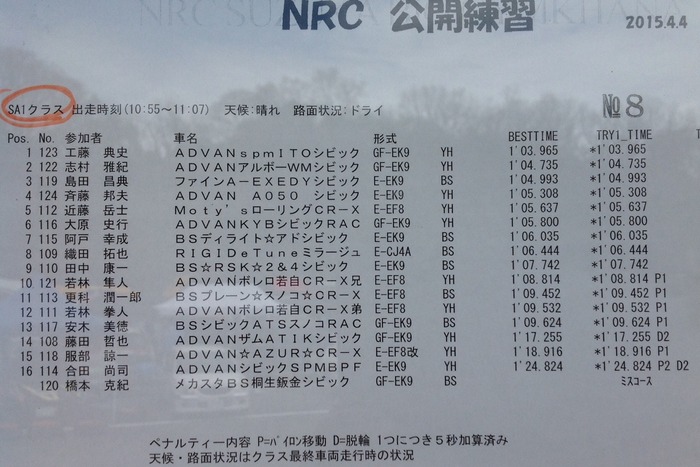 NRC 公開練習
2015.4.4
SA1クラス 出走時刻(10:55～11:07) 天候:晴れ 路面状況:ドライ №8
Pos. No. 参加者 車名 形式 BESTTIME TRY1_TIME
1 123 工藤 典史 ADVANspmITOシビック GF-EK9 YH 1'03.965 *1'03.965
2 122 志村 雅紀 ADVANアルボーWMシビック GF-EK9 YH 1'04.735 *1'04.735
3 119 島田 昌典 ファインA-EXEDYシビック E-EK9 BS 1'04.993 *1'04.993
4 124 斉藤 邦夫 ADVAN A050 シビック GF-EK9 YH 1'05.308 *1'05.308
5 112 近藤 岳士 Moty'sローリングCR-X E-EF8 YH 1'05.637 *1'05.637
6 116 大原 史行 ADVANKYBシビックRAC GF-EK9 YH 1'05.800 *1'05.800
7 115 阿戸 幸成 BSディライト☆アドシビック E-EK9 BS 1'06.035 *1'06.035
8 109 織田 拓也 RIGIDeTuneミラージュ E-CJ4A BS 1'06.444 *1'06.444
9 110 田中 康一 BS☆RSK☆2&4シビック E-EK9 BS 1'07.742 *1'07.742
10 121 若林 隼人 ADVANボレロ若自CR-X兄 E-EF8 YH 1'08.814 *1'08.814 P1
11 113 更科 潤一郎 BSプレーン☆スノコ☆CR-X E-EF8 BS 1'09.452 *1'09.452 P1
12 111 若林 拳人 ADVANボレロ若自CR-X弟 E-EF8 YH 1'09.532 *1'09.532 P1
13 117 安木 美徳 BSシビックATSスノコRAC GF-EK9 BS 1'09.624 *1'09.624 P1
14 108 藤田 哲也 ADVANザムATIKシビック GF-EK9 YH 1'17.255 *1'17.255 D2
15 118 服部 諒一 ADVAN☆AZUR☆CR-X E-EF8改 YH 1'18.916 *1'18.916 P1
16 114 合田 尚司 ADVANシビックSPMBPF E-EK9 YH 1'24.824 *1'24.824 P2 D2
120 橋本 克紀 メカスタBS桐生鈑金シビック GF-EK9 BS ﾐｽコース
ペナルティー内容 P=ﾊﾟｲﾛﾝ移動 D=脱輪 1つにつき5秒加算済み
天候・路面状況はクラス最終車両走行時の状況